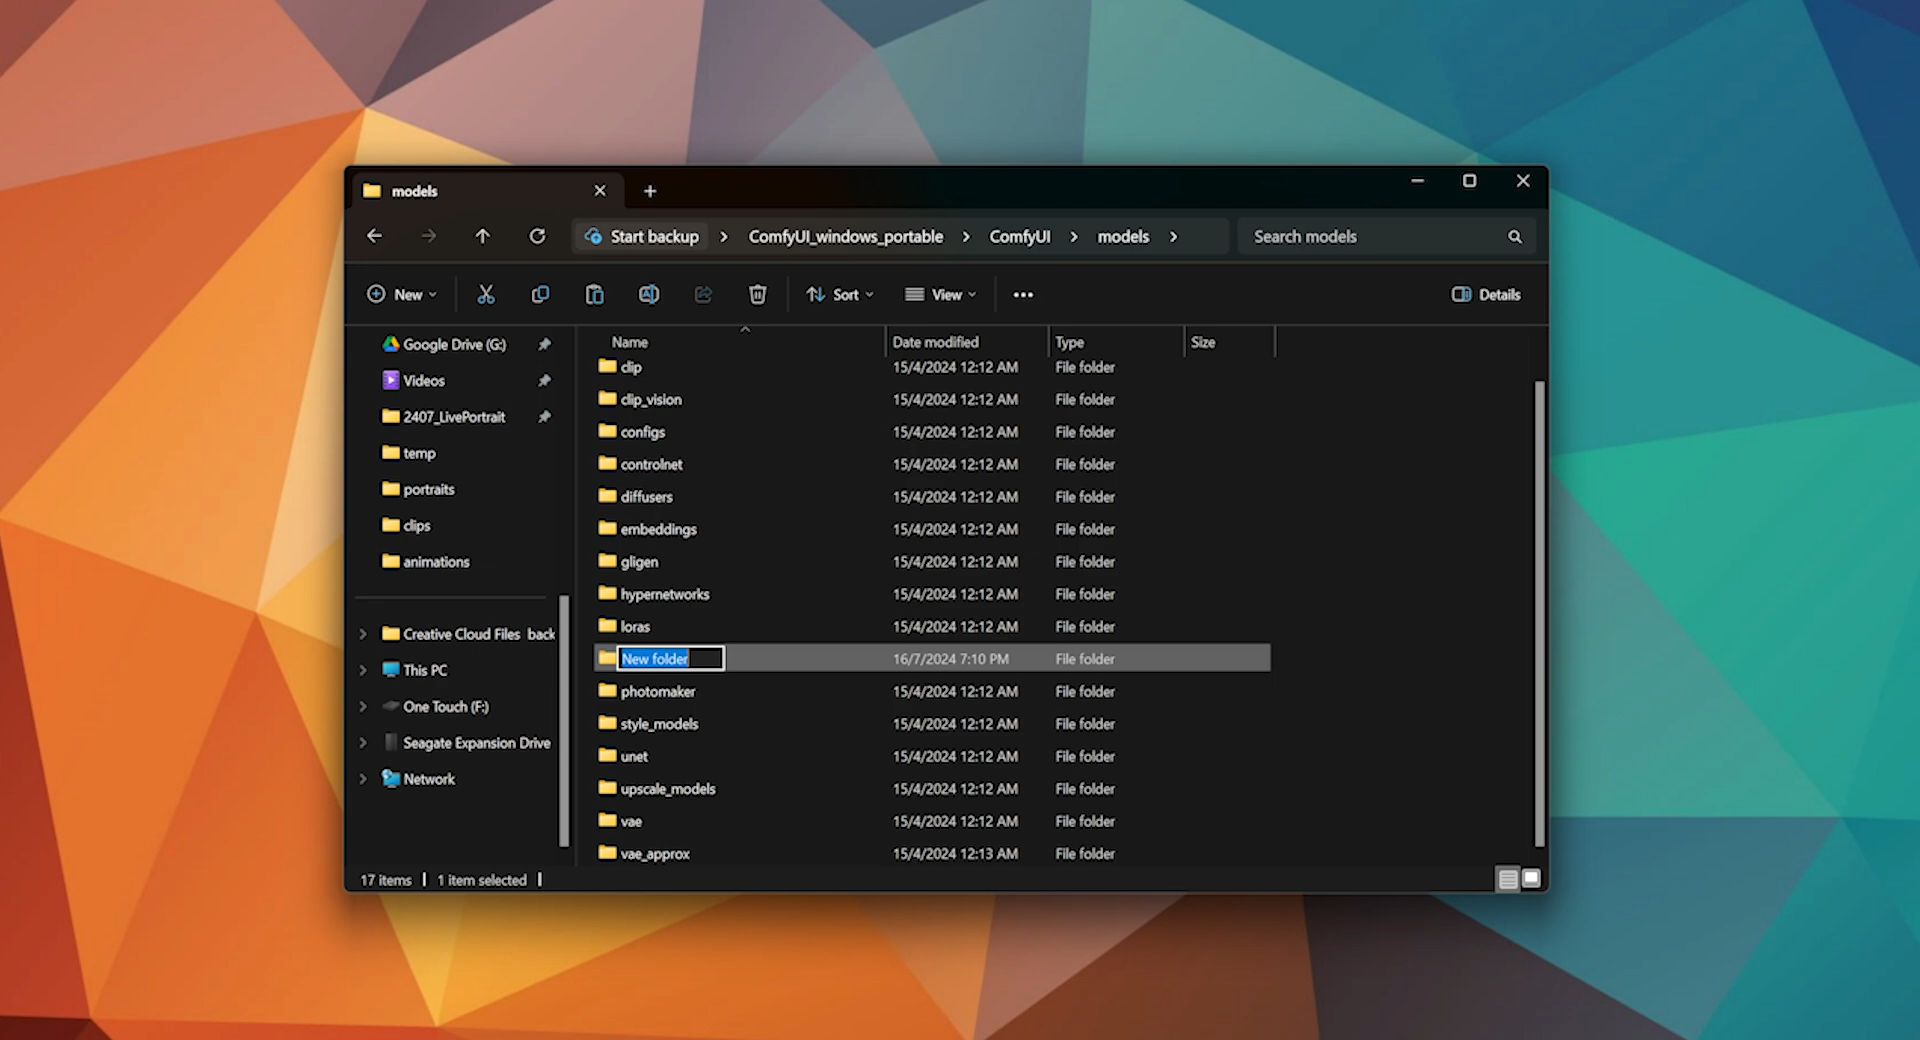 models
Start backup > ComfyUI_windows_portable > ComfyUI > models >
Search models
New
Sort
View
Details
Google Drive (G:)
Videos
2407_LivePortrait
temp
portraits
clips
animations
Creative Cloud Files back
This PC
One Touch (F:)
Seagate Expansion Drive
Network
Name Date modified Type Size
clip 15/4/2024 12:12 AM File folder
clip_vision 15/4/2024 12:12 AM File folder
configs 15/4/2024 12:12 AM File folder
controlnet 15/4/2024 12:12 AM File folder
diffusers 15/4/2024 12:12 AM File folder
embeddings 15/4/2024 12:12 AM File folder
gligen 15/4/2024 12:12 AM File folder
hypernetworks 15/4/2024 12:12 AM File folder
loras 15/4/2024 12:12 AM File folder
New folder 16/7/2024 7:10 PM File folder
photomaker 15/4/2024 12:12 AM File folder
style_models 15/4/2024 12:12 AM File folder
unet 15/4/2024 12:12 AM File folder
upscale_models 15/4/2024 12:12 AM File folder
vae 15/4/2024 12:12 AM File folder
vae_approx 15/4/2024 12:13 AM File folder
17 items | 1 item selected |